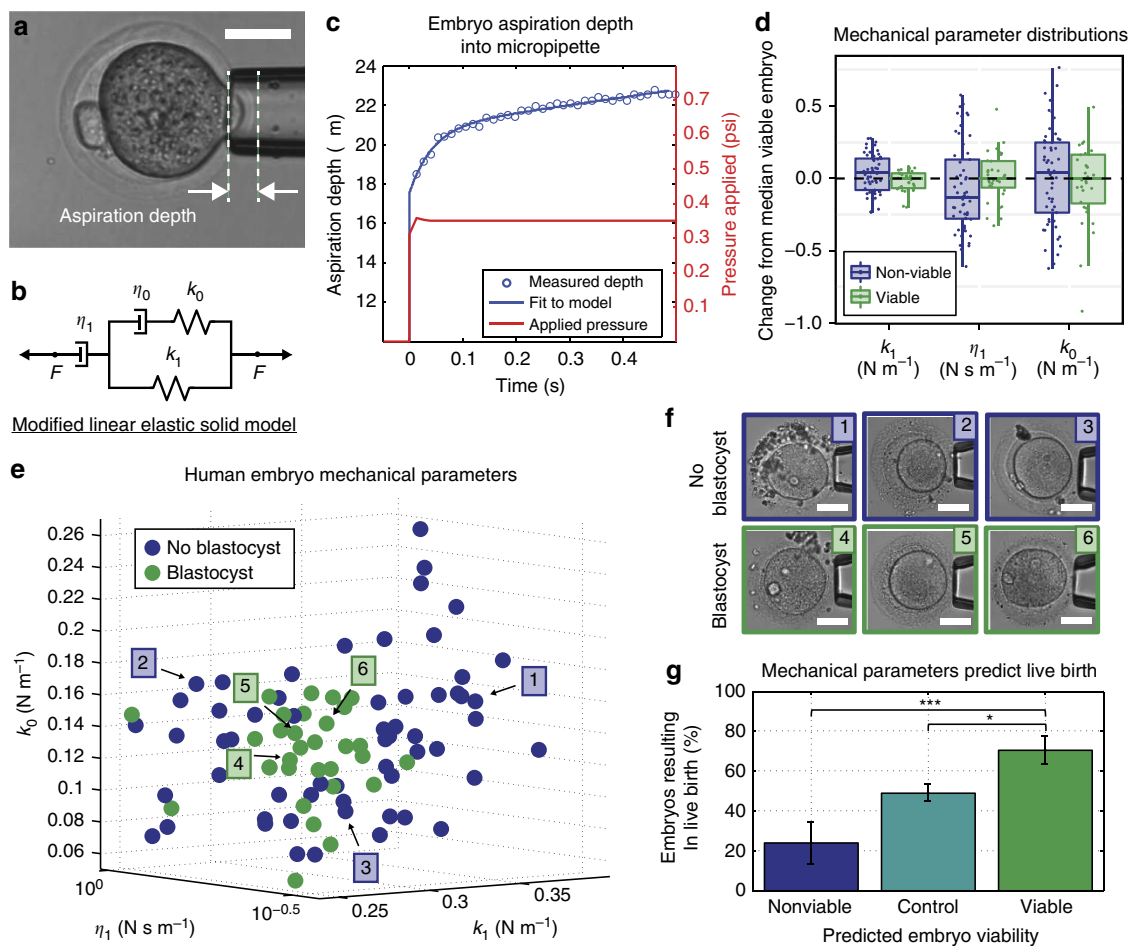 a
Aspiration depth
b
η0
k0
η1
k1
F
F
Modified linear elastic solid model
c
Embryo aspiration depth
into micropipette
24
22
20
18
16
14
12
Aspiration depth ( m)
0.7
0.6
0.5
0.4
0.3
0.2
0.1
Pressure applied (psi)
Measured depth
Fit to model
Applied pressure
0
0.1
0.2
0.3
0.4
Time (s)
d
Mechanical parameter distributions
Change from median viable embryo
0.5
0.0
−0.5
−1.0
Non-viable
Viable
k1
(N m−1)
η1
(N s m−1)
k0
(N m−1)
e
Human embryo mechanical parameters
No blastocyst
Blastocyst
k0 (N m−1)
0.26
0.24
0.22
0.2
0.18
0.16
0.14
0.12
0.1
0.08
0.06
2
5
6
1
4
3
10^0
10^−0.5
η1 (N s m−1)
0.25
0.3
0.35
k1 (N m−1)
f
No
blastocyst
1
2
3
Blastocyst
4
5
6
g
Mechanical parameters predict live birth
Embryos resulting
In live birth (%)
100
80
60
40
20
0
***
*
Nonviable
Control
Viable
Predicted embryo viability